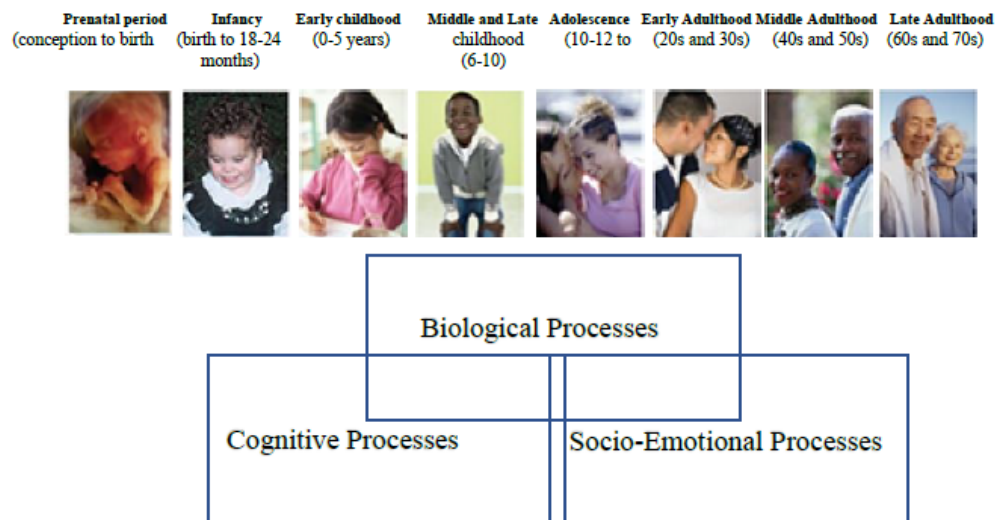 Prenatal period
(conception to birth
Infancy
(birth to 18-24
months)
Early childhood
(0-5 years)
Middle and Late
childhood
(6-10)
Adolescence
(10-12 to
Early Adulthood
(20s and 30s)
Middle Adulthood
(40s and 50s)
Late Adulthood
(60s and 70s)
Biological Processes
Cognitive Processes
Socio-Emotional Processes